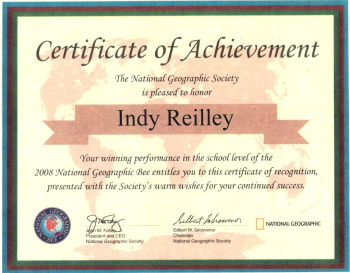 Certificate of Achievement
The National Geographic Society
is pleased to honor
Indy Reilley
Your winning performance in the school level of the
2008 National Geographic Bee entitles you to this certificate of recognition,
presented with the Society's warm wishes for your continued success.
John M. Fahey
President and CEO
National Geographic Society
Gilbert M. Grosvenor
Chairman
National Geographic Society
NATIONAL GEOGRAPHIC